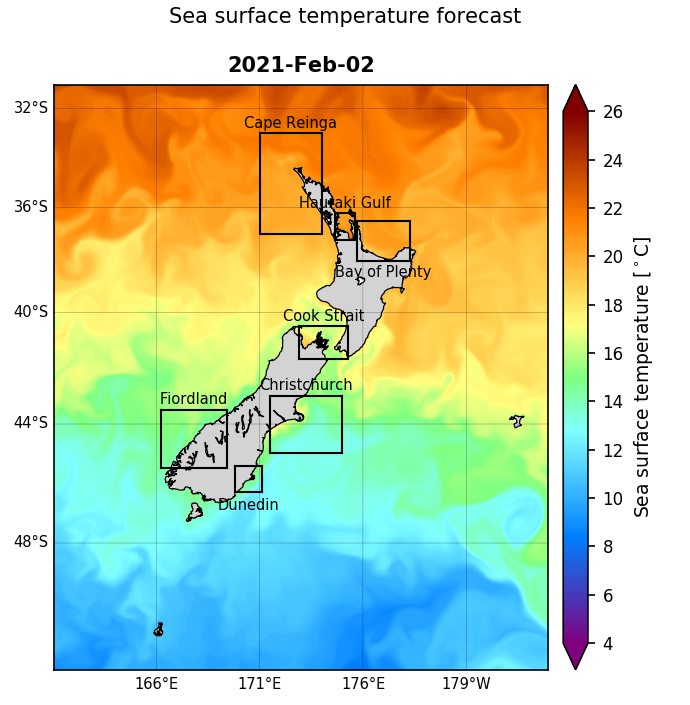 Sea surface temperature forecast
2021-Feb-02
32°S
36°S
40°S
44°S
48°S
Cape Reinga
Hauraki Gulf
Bay of Plenty
Cook Strait
Christchurch
Fiordland
Dunedin
166°E
171°E
176°E
179°W
26
24
22
20
18
16
14
12
10
8
6
4
Sea surface temperature [°C]